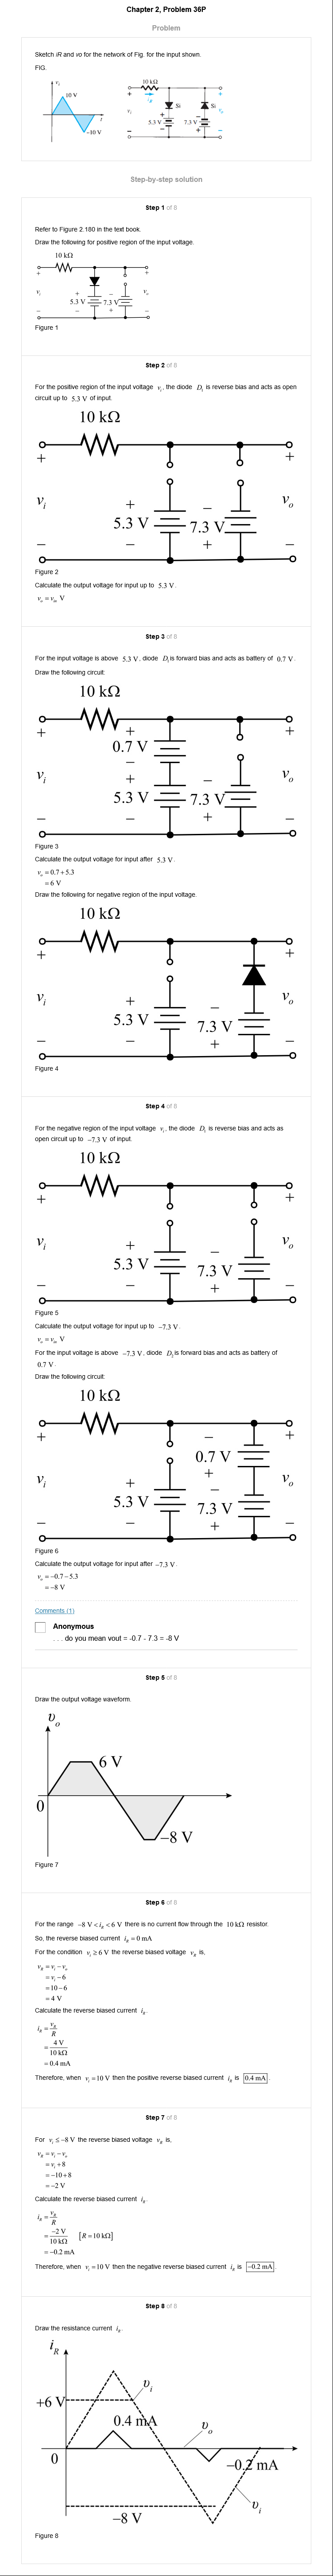 Chapter 2, Problem 36P
Problem
Sketch iR and vo for the network of Fig. for the input shown.
FIG.
v_i
10 V
t
−10 V
10 kΩ
+ i_R +
Si Si
v_i v_o
5.3 V + − 7.3 V − +
− −
Step-by-step solution
Step 1 of 8
Refer to Figure 2.180 in the text book.
Draw the following for positive region of the input voltage.
10 kΩ
+ +
v_i v_o
+ −
5.3 V 7.3 V
− − + −
Figure 1
Step 2 of 8
For the positive region of the input voltage v_i, the diode D_1 is reverse bias and acts as open
circuit up to 5.3 V of input.
10 kΩ
+ +
v_i + − v_o
5.3 V 7.3 V
− − + −
Figure 2
Calculate the output voltage for input up to 5.3 V.
v_o = v_in V
Step 3 of 8
For the input voltage is above 5.3 V, diode D_1 is forward bias and acts as battery of 0.7 V.
Draw the following circuit:
10 kΩ
+ + +
0.7 V
−
v_i + − v_o
5.3 V 7.3 V
− − + −
Figure 3
Calculate the output voltage for input after 5.3 V.
v_o = 0.7 + 5.3
= 6 V
Draw the following for negative region of the input voltage.
10 kΩ
+ +
v_i + − v_o
5.3 V 7.3 V
− − + −
Figure 4
Step 4 of 8
For the negative region of the input voltage v_i, the diode D_2 is reverse bias and acts as
open circuit up to −7.3 V of input.
10 kΩ
+ +
v_i + − v_o
5.3 V 7.3 V
− − + −
Figure 5
Calculate the output voltage for input up to −7.3 V.
v_o = v_in V
For the input voltage is above −7.3 V, diode D_2 is forward bias and acts as battery of
0.7 V.
Draw the following circuit:
10 kΩ
+ − +
0.7 V
+
v_i + − v_o
5.3 V 7.3 V
− − + −
Figure 6
Calculate the output voltage for input after −7.3 V.
v_o = −0.7 − 5.3
= −8 V
Comments (1)
Anonymous
. . . do you mean vout = -0.7 - 7.3 = -8 V
Step 5 of 8
Draw the output voltage waveform.
υ_o
6 V
0
−8 V
Figure 7
Step 6 of 8
For the range −8 V < i_R < 6 V there is no current flow through the 10 kΩ resistor.
So, the reverse biased current i_R = 0 mA
For the condition v_i ≥ 6 V the reverse biased voltage v_R is,
v_R = v_i − v_o
= v_i − 6
= 10 − 6
= 4 V
Calculate the reverse biased current i_R.
i_R = v_R / R
= 4 V / 10 kΩ
= 0.4 mA
Therefore, when v_i = 10 V then the positive reverse biased current i_R is 0.4 mA.
Step 7 of 8
For v_i ≤ −8 V the reverse biased voltage v_R is,
v_R = v_i − v_o
= v_i + 8
= −10 + 8
= −2 V
Calculate the reverse biased current i_R.
i_R = v_R / R
= −2 V / 10 kΩ [R = 10 kΩ]
= −0.2 mA
Therefore, when v_i = 10 V then the negative reverse biased current i_R is −0.2 mA.
Step 8 of 8
Draw the resistance current i_R.
i_R
+6 V υ_i
0.4 mA υ_o
0
−0.2 mA
−8 V υ_i
Figure 8